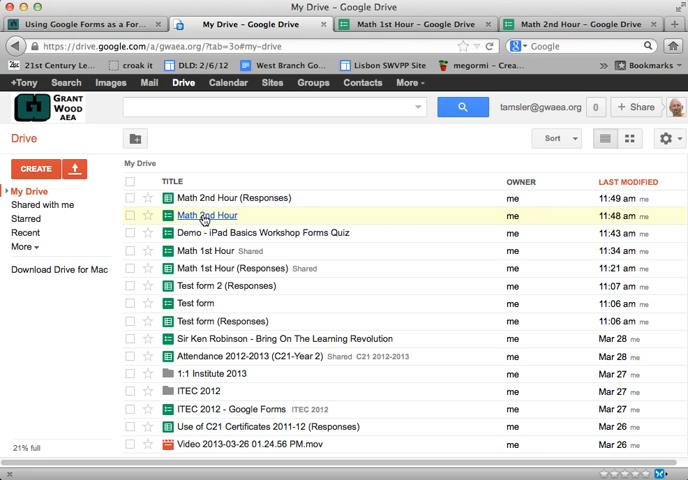 My Drive – Google Drive
Using Google Forms as a For...
My Drive – Google Drive
Math 1st Hour – Google Drive
Math 2nd Hour – Google Drive
https://drive.google.com/a/gwaea.org/?tab=3o#my-drive
Google
21st Century Le...
croak it
DLD: 2/6/12
West Branch Go...
Lisbon SWVPP Site
megormi – Crea...
Bookmarks
+Tony Search Images Mail Drive Calendar Sites Groups Contacts More
GRANT
WOOD
AEA
tamsler@gwaea.org
0
+ Share
Drive
Sort
CREATE
My Drive
Shared with me
Starred
Recent
More
Download Drive for Mac
21% full
My Drive
TITLE OWNER LAST MODIFIED
Math 2nd Hour (Responses) me 11:49 am me
Math 2nd Hour me 11:48 am me
Demo - iPad Basics Workshop Forms Quiz me 11:43 am me
Math 1st Hour Shared me 11:34 am me
Math 1st Hour (Responses) Shared me 11:21 am me
Test form 2 (Responses) me 11:07 am me
Test form me 11:06 am me
Test form (Responses) me 11:06 am me
Sir Ken Robinson - Bring On The Learning Revolution me Mar 28 me
Attendance 2012-2013 (C21-Year 2) Shared C21 2012-2013 me Mar 28 me
1:1 Institute 2013 me Mar 27 me
ITEC 2012 me Mar 27 me
ITEC 2012 - Google Forms ITEC 2012 me Mar 27 me
Use of C21 Certificates 2011-12 (Responses) me Mar 26 me
Video 2013-03-26 01.24.56 PM.mov me Mar 26 me